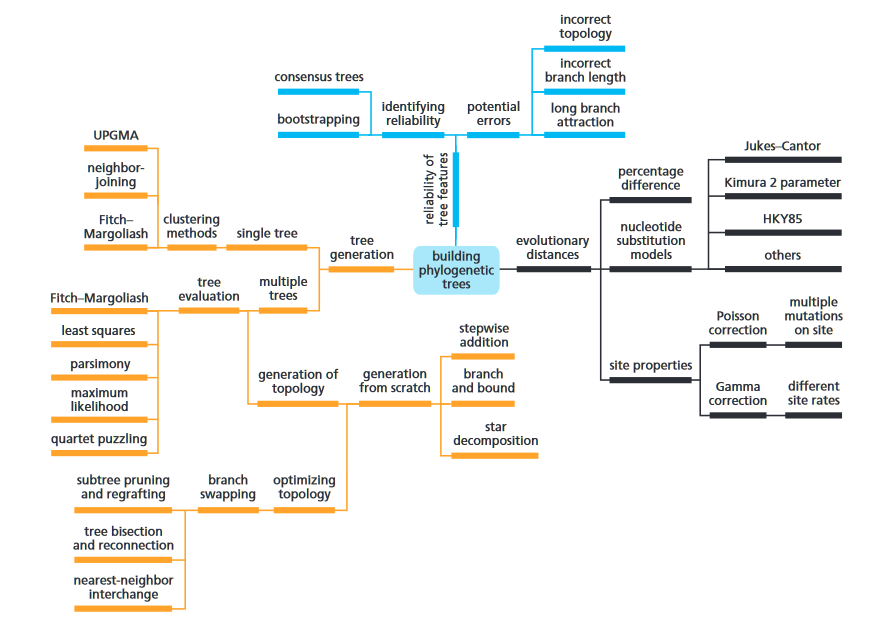 incorrect
topology
incorrect
branch length
long branch
attraction
consensus trees
bootstrapping
identifying
reliability
potential
errors
reliability of
tree features
UPGMA
neighbor-
joining
Fitch–
Margoliash
clustering
methods
single tree
tree
generation
building
phylogenetic
trees
evolutionary
distances
percentage
difference
nucleotide
substitution
models
Jukes–Cantor
Kimura 2 parameter
HKY85
others
site properties
Poisson
correction
multiple
mutations
on site
Gamma
correction
different
site rates
multiple
trees
tree
evaluation
Fitch–Margoliash
least squares
parsimony
maximum
likelihood
quartet puzzling
generation of
topology
generation
from scratch
stepwise
addition
branch
and bound
star
decomposition
optimizing
topology
branch
swapping
subtree pruning
and regrafting
tree bisection
and reconnection
nearest-neighbor
interchange